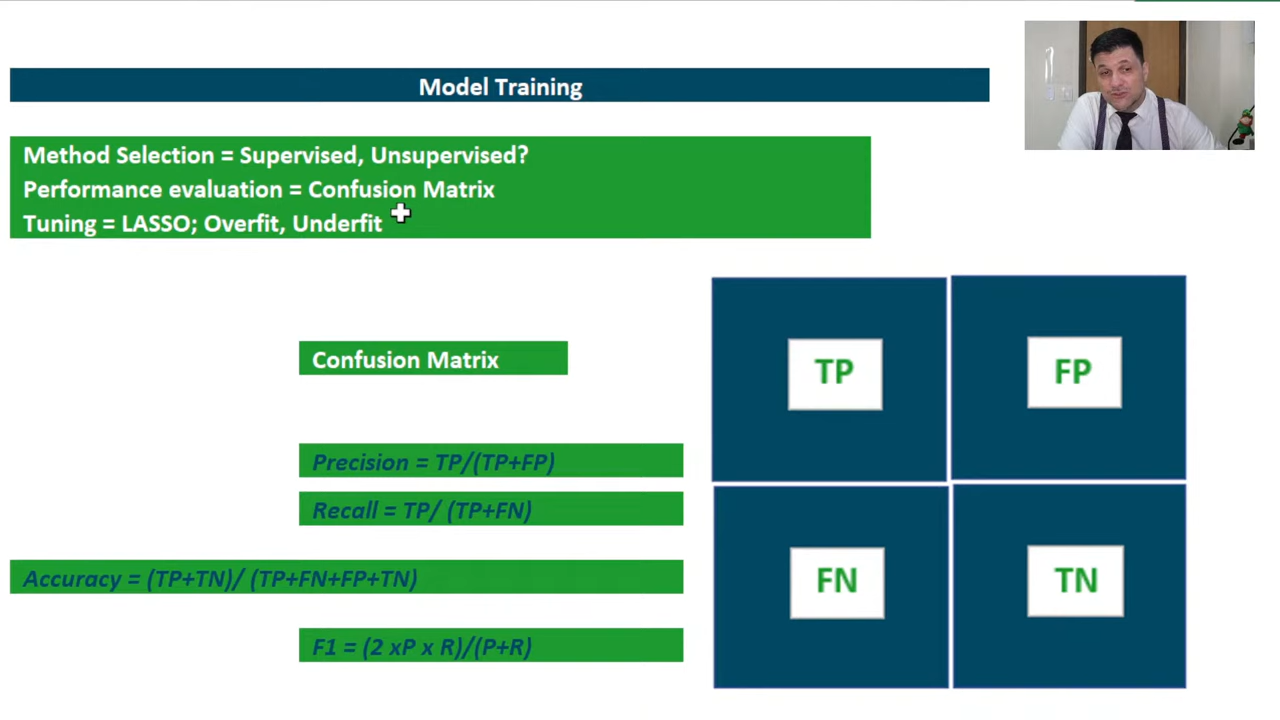 Model Training
Method Selection = Supervised, Unsupervised?
Performance evaluation = Confusion Matrix
Tuning = LASSO; Overfit, Underfit
Confusion Matrix
TP
FP
Precision = TP/(TP+FP)
Recall = TP/ (TP+FN)
Accuracy = (TP+TN)/ (TP+FN+FP+TN)
FN
TN
F1 = (2 xP x R)/(P+R)